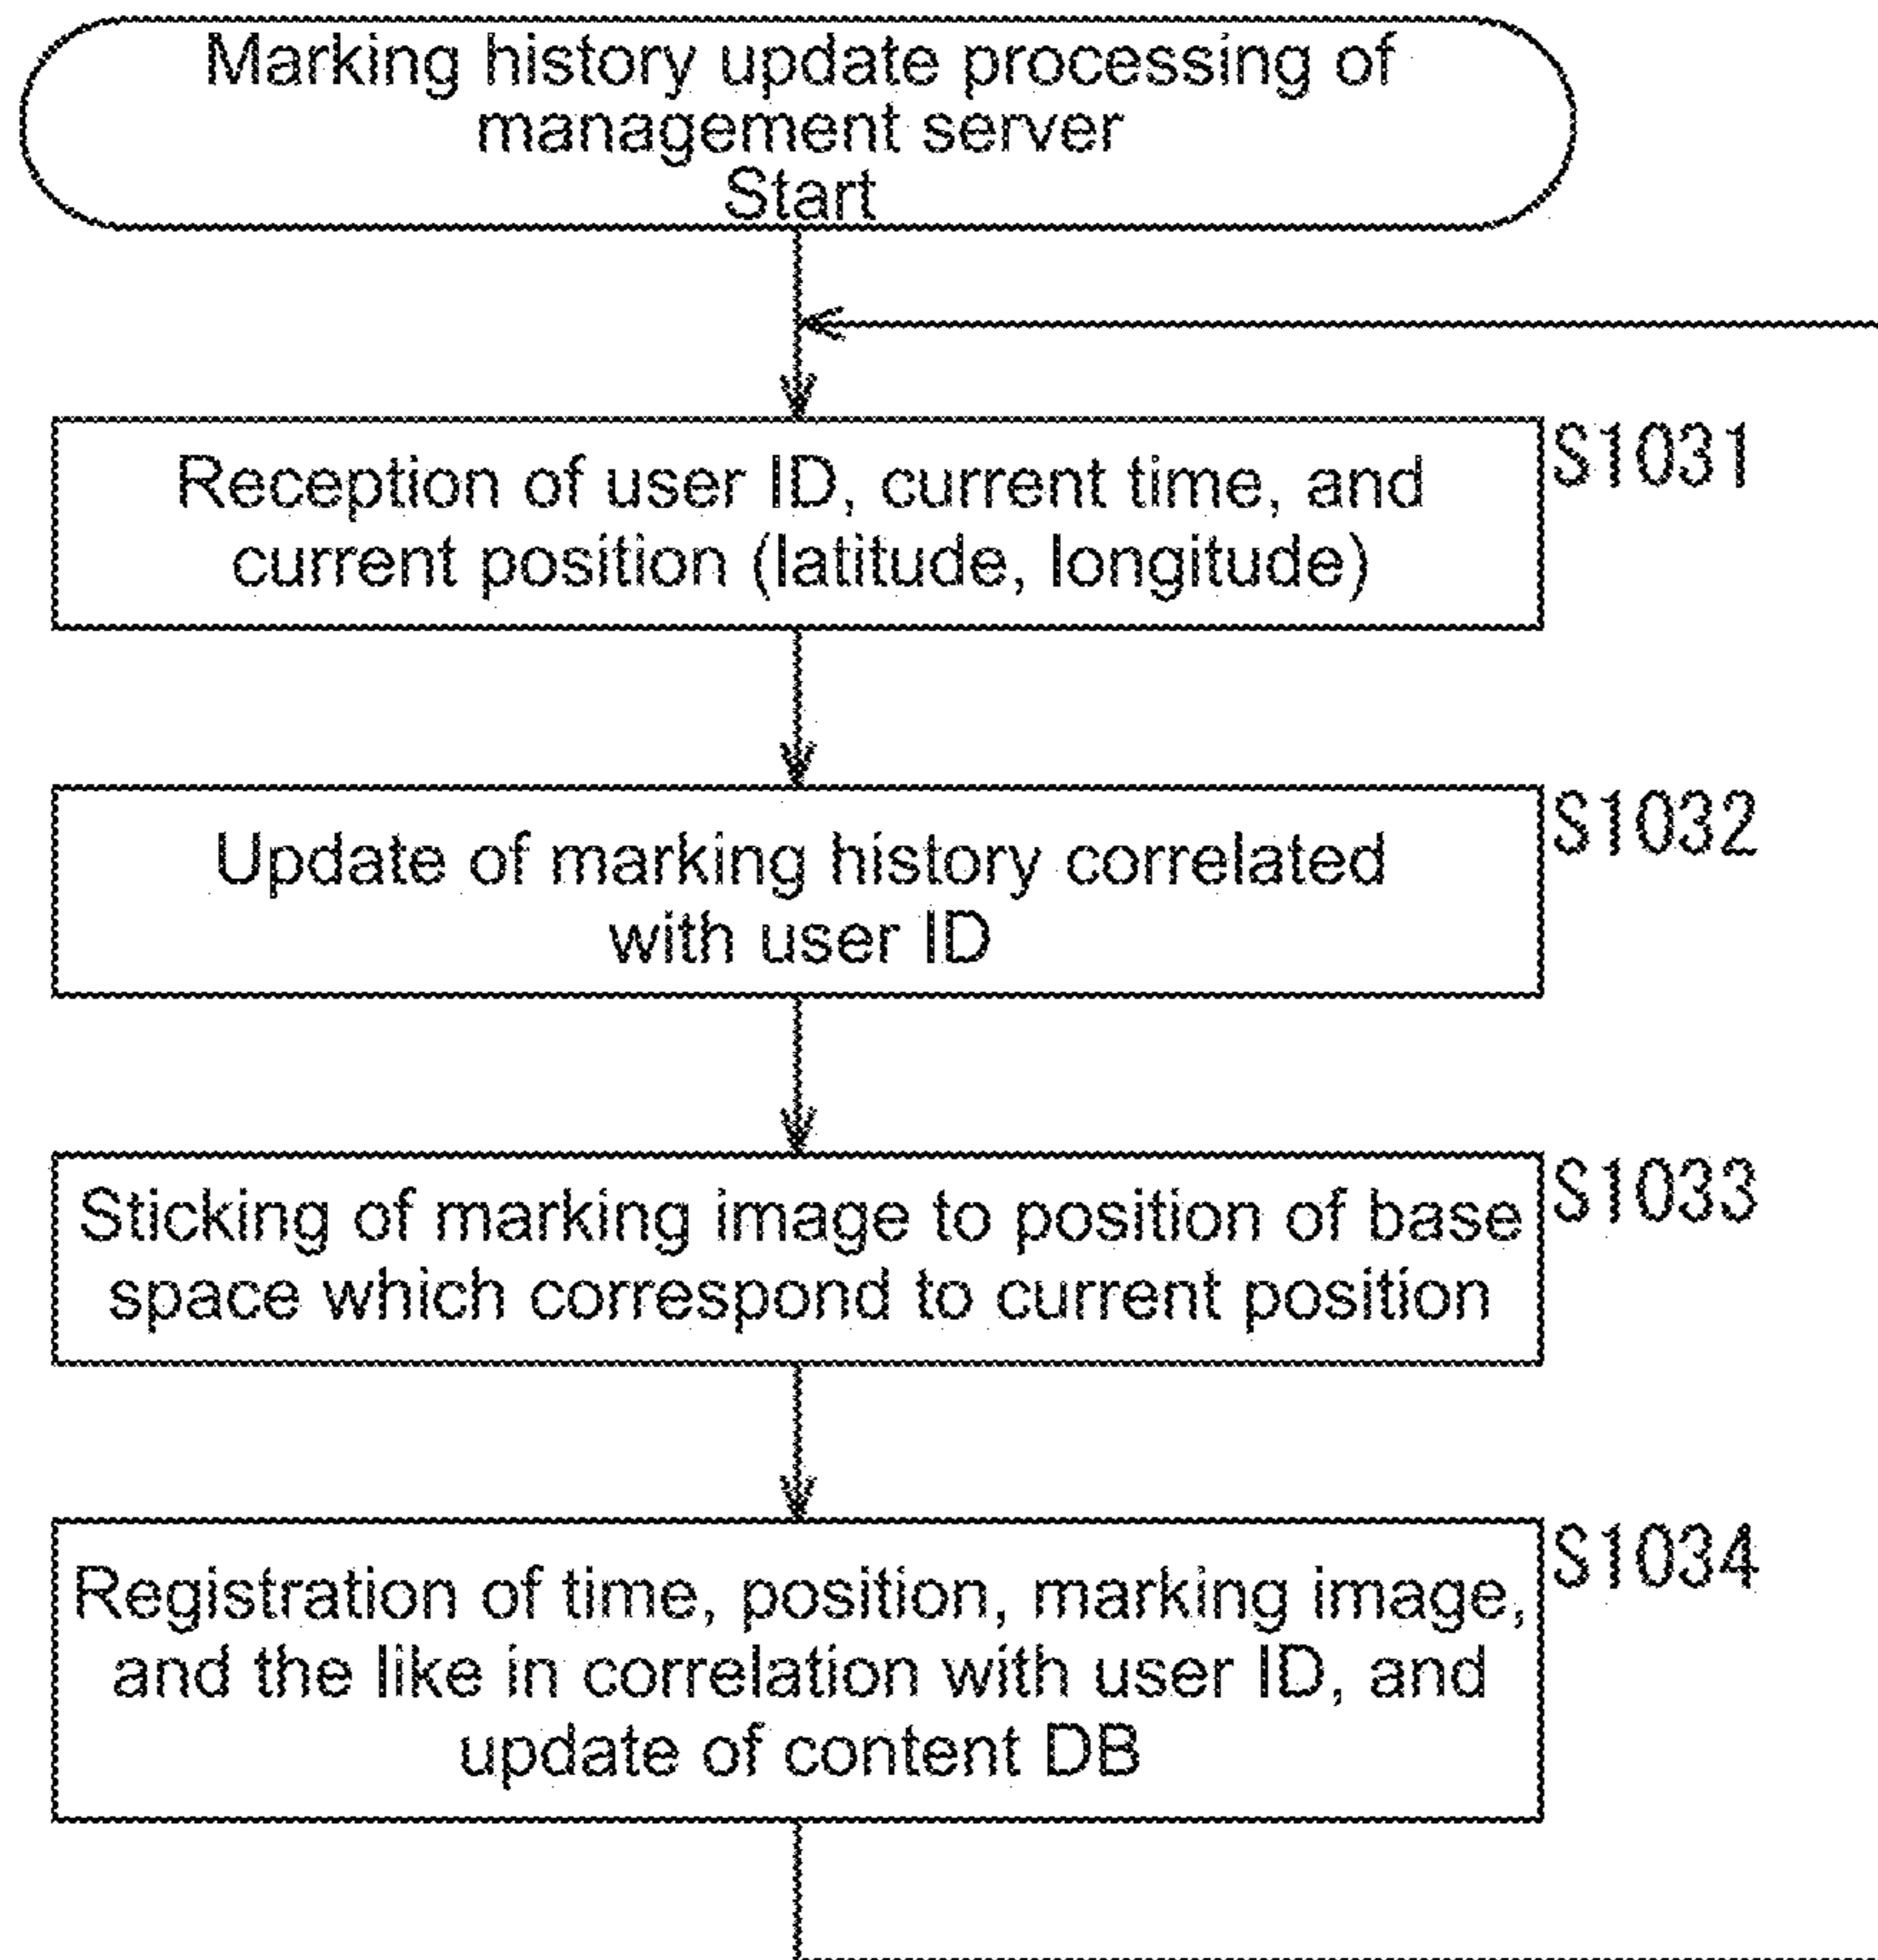 Marking history update processing of
management server
Start
S1031
Reception of user ID, current time, and
current position (latitude, longitude)
S1032
Update of marking history correlated
with user ID
S1033
Sticking of marking image to position of base
space which correspond to current position
S1034
Registration of time, position, marking image,
and the like in correlation with user ID, and
update of content DB